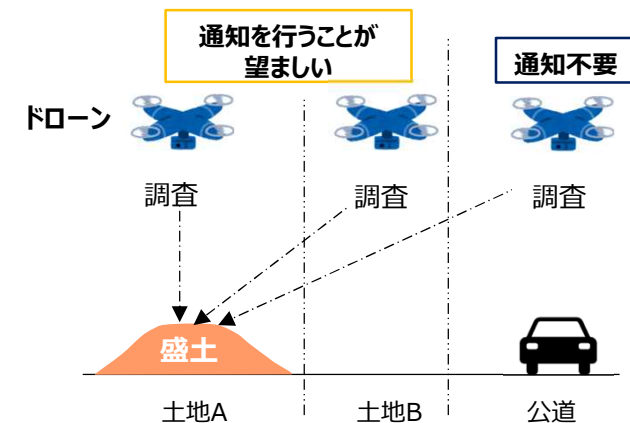 通知を行うことが
望ましい
通知不要
ドローン
調査
調査
調査
盛土
土地A
土地B
公道